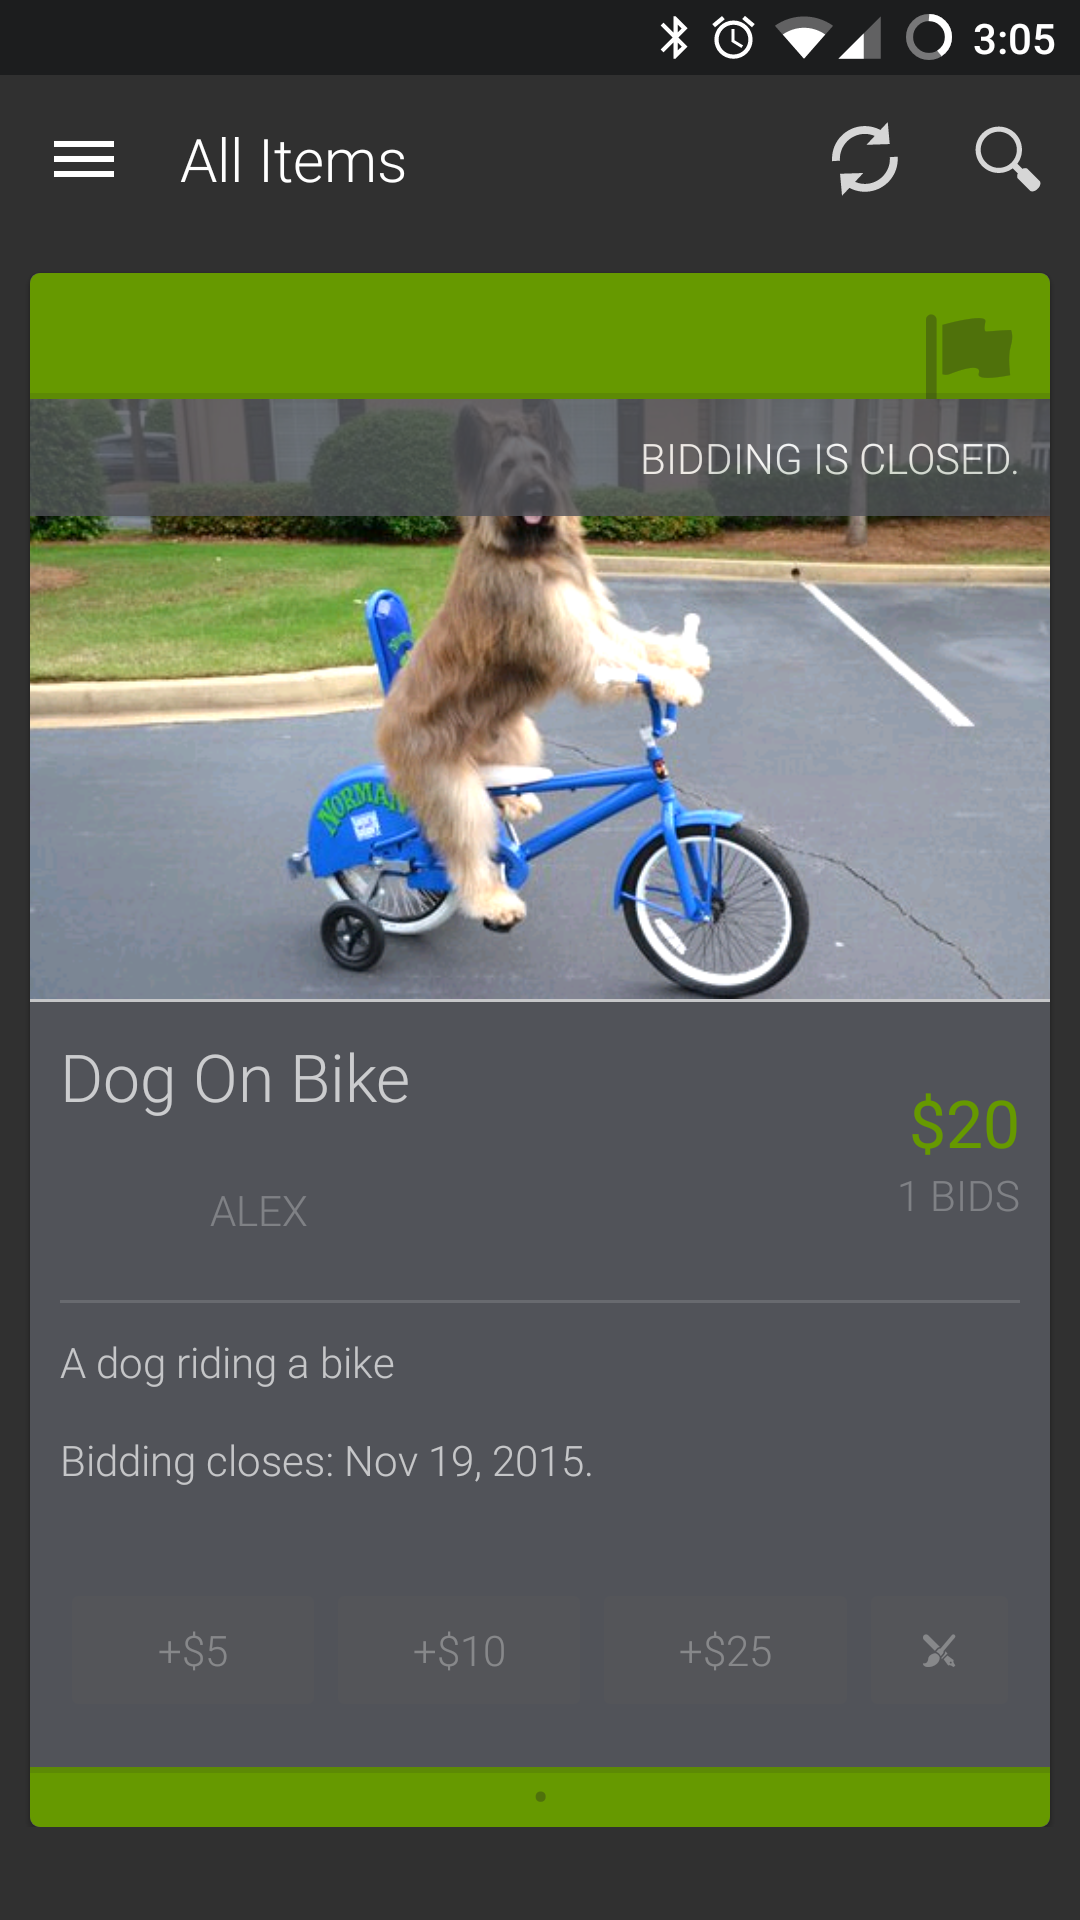 3:05
All Items
BIDDING IS CLOSED.
NORMAN
Dog On Bike
$20
1 BIDS
ALEX
A dog riding a bike
Bidding closes: Nov 19, 2015.
+$5 +$10 +$25